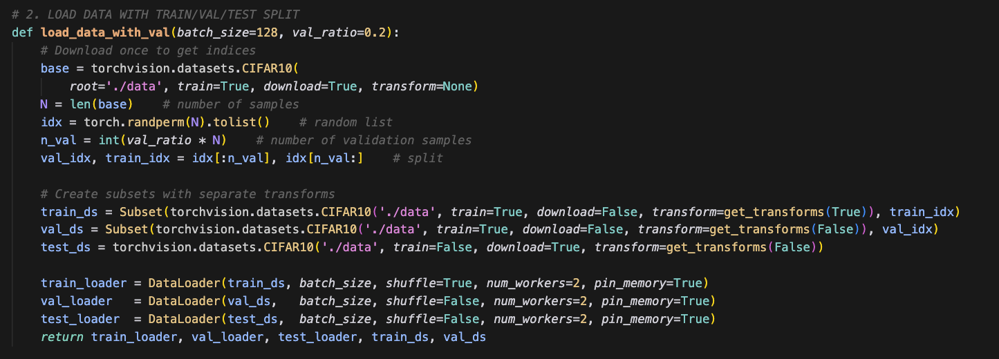 # 2. LOAD DATA WITH TRAIN/VAL/TEST SPLIT
def load_data_with_val(batch_size=128, val_ratio=0.2):
    # Download once to get indices
    base = torchvision.datasets.CIFAR10(
        root='./data', train=True, download=True, transform=None)
    N = len(base)    # number of samples
    idx = torch.randperm(N).tolist()    # random list
    n_val = int(val_ratio * N)    # number of validation samples
    val_idx, train_idx = idx[:n_val], idx[n_val:]    # split

    # Create subsets with separate transforms
    train_ds = Subset(torchvision.datasets.CIFAR10('./data', train=True, download=False, transform=get_transforms(True)), train_idx)
    val_ds = Subset(torchvision.datasets.CIFAR10('./data', train=True, download=False, transform=get_transforms(False)), val_idx)
    test_ds = torchvision.datasets.CIFAR10('./data', train=False, download=True, transform=get_transforms(False))

    train_loader = DataLoader(train_ds, batch_size, shuffle=True, num_workers=2, pin_memory=True)
    val_loader   = DataLoader(val_ds,   batch_size, shuffle=False, num_workers=2, pin_memory=True)
    test_loader  = DataLoader(test_ds,  batch_size, shuffle=False, num_workers=2, pin_memory=True)
    return train_loader, val_loader, test_loader, train_ds, val_ds